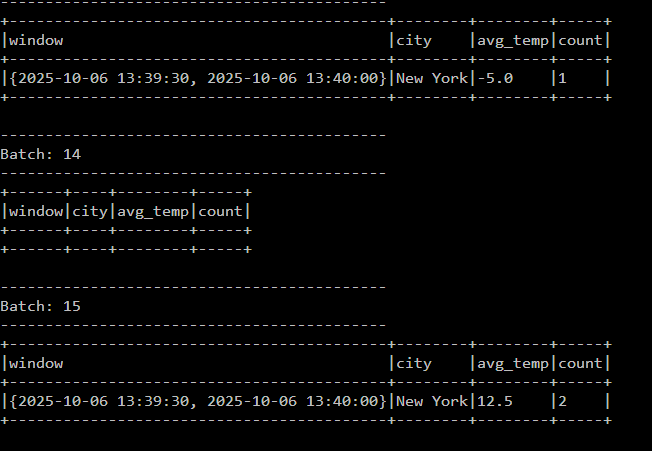 -------------------------------------------
+------------------------------------------+--------+--------+-----+
|window                                    |city    |avg_temp|count|
+------------------------------------------+--------+--------+-----+
|{2025-10-06 13:39:30, 2025-10-06 13:40:00}|New York|-5.0    |1    |
+------------------------------------------+--------+--------+-----+
-------------------------------------------
Batch: 14
-------------------------------------------
+------+----+--------+-----+
|window|city|avg_temp|count|
+------+----+--------+-----+
+------+----+--------+-----+
-------------------------------------------
Batch: 15
-------------------------------------------
+------------------------------------------+--------+--------+-----+
|window                                    |city    |avg_temp|count|
+------------------------------------------+--------+--------+-----+
|{2025-10-06 13:39:30, 2025-10-06 13:40:00}|New York|12.5    |2    |
+------------------------------------------+--------+--------+-----+